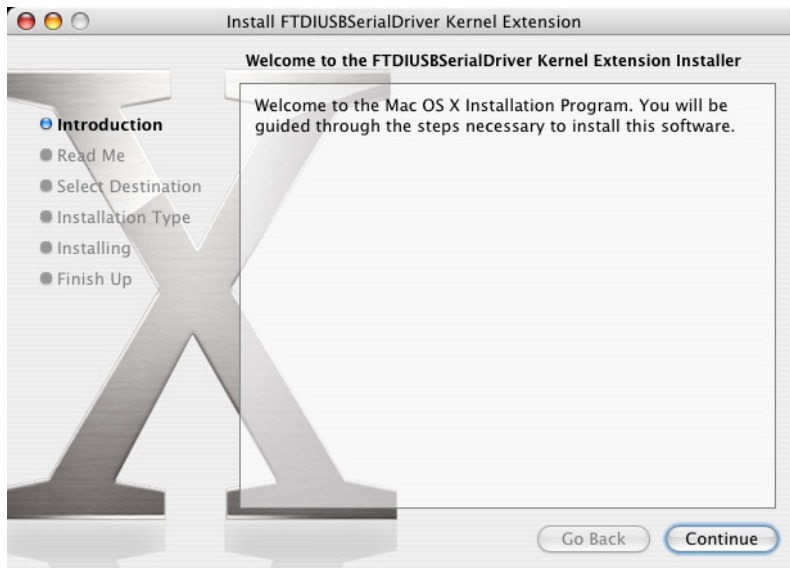 Install FTDIUSBSerialDriver Kernel Extension
Welcome to the FTDIUSBSerialDriver Kernel Extension Installer
Introduction
Read Me
Select Destination
Installation Type
Installing
Finish Up
Welcome to the Mac OS X Installation Program. You will be
guided through the steps necessary to install this software.
Go Back
Continue